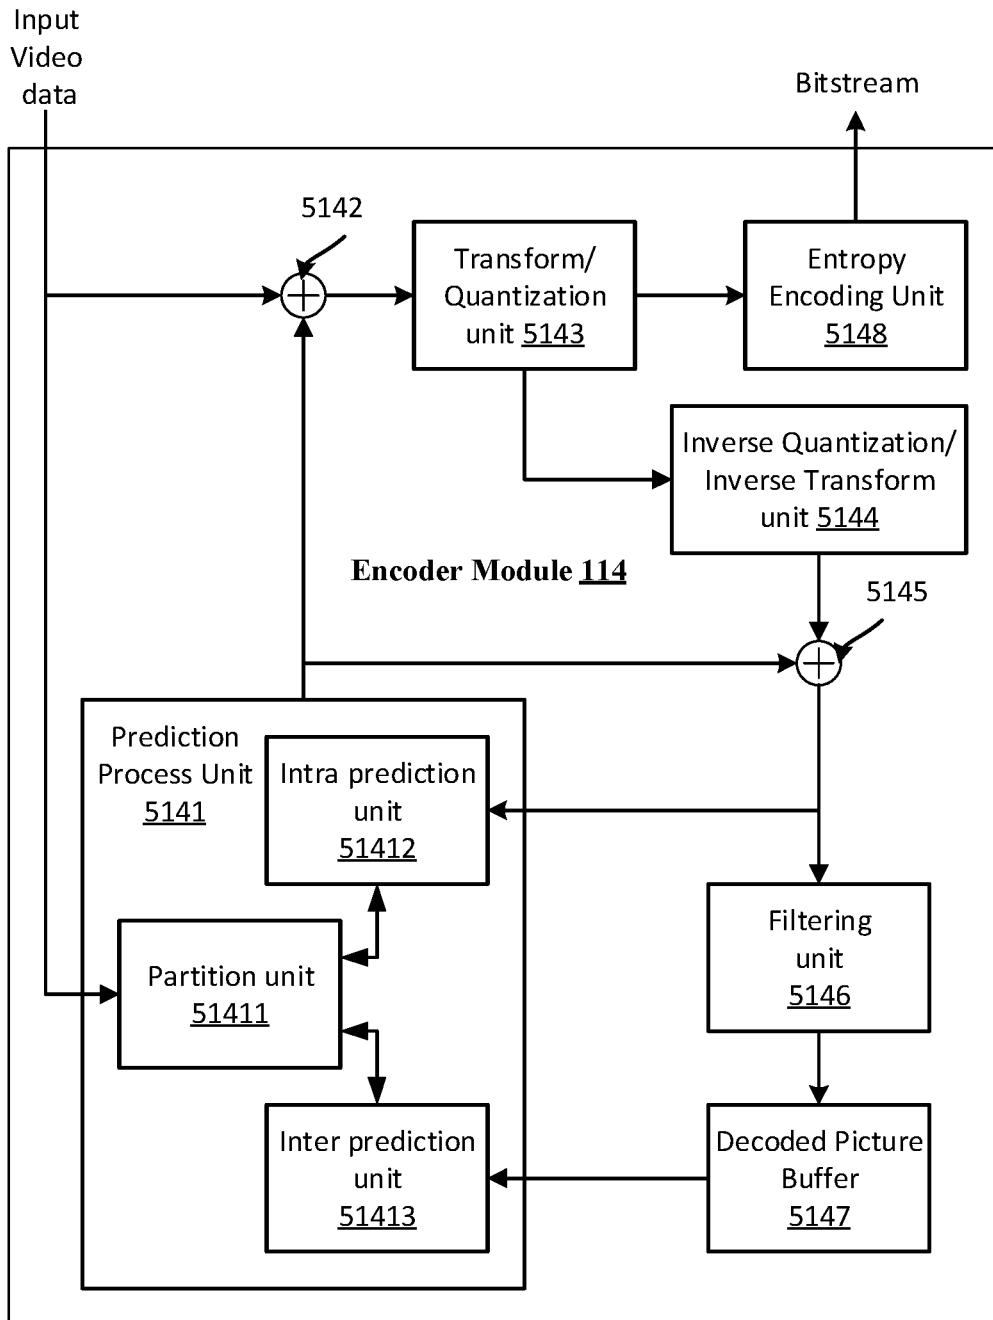 Input
Video
data
Bitstream
5142
Transform/
Quantization
unit 5143
Entropy
Encoding Unit
5148
Inverse Quantization/
Inverse Transform
unit 5144
Encoder Module 114
5145
Prediction
Process Unit
5141
Intra prediction
unit
51412
Partition unit
51411
Filtering
unit
5146
Inter prediction
unit
51413
Decoded Picture
Buffer
5147